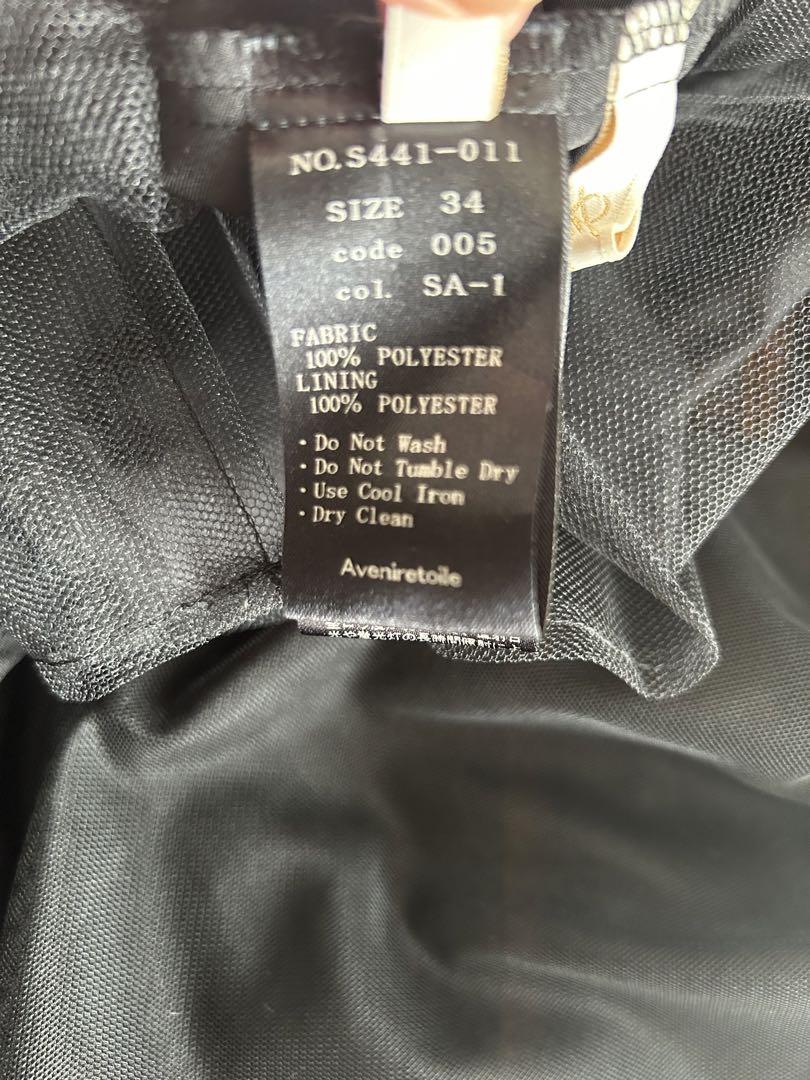 NO.S441-011
SIZE 34
code 005
col. SA-1
FABRIC
100% POLYESTER
LINING
100% POLYESTER
・Do Not Wash
・Do Not Tumble Dry
・Use Cool Iron
・Dry Clean
Aveniretoile